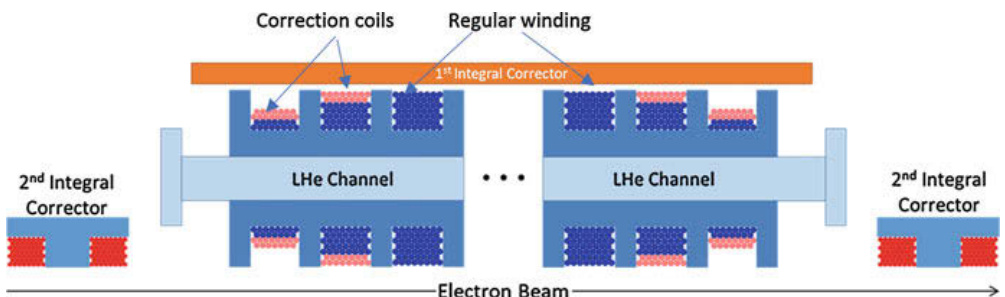 Correction coils
Regular winding
1st Integral Corrector
LHe Channel
• • •
LHe Channel
2nd Integral
Corrector
2nd Integral
Corrector
Electron Beam